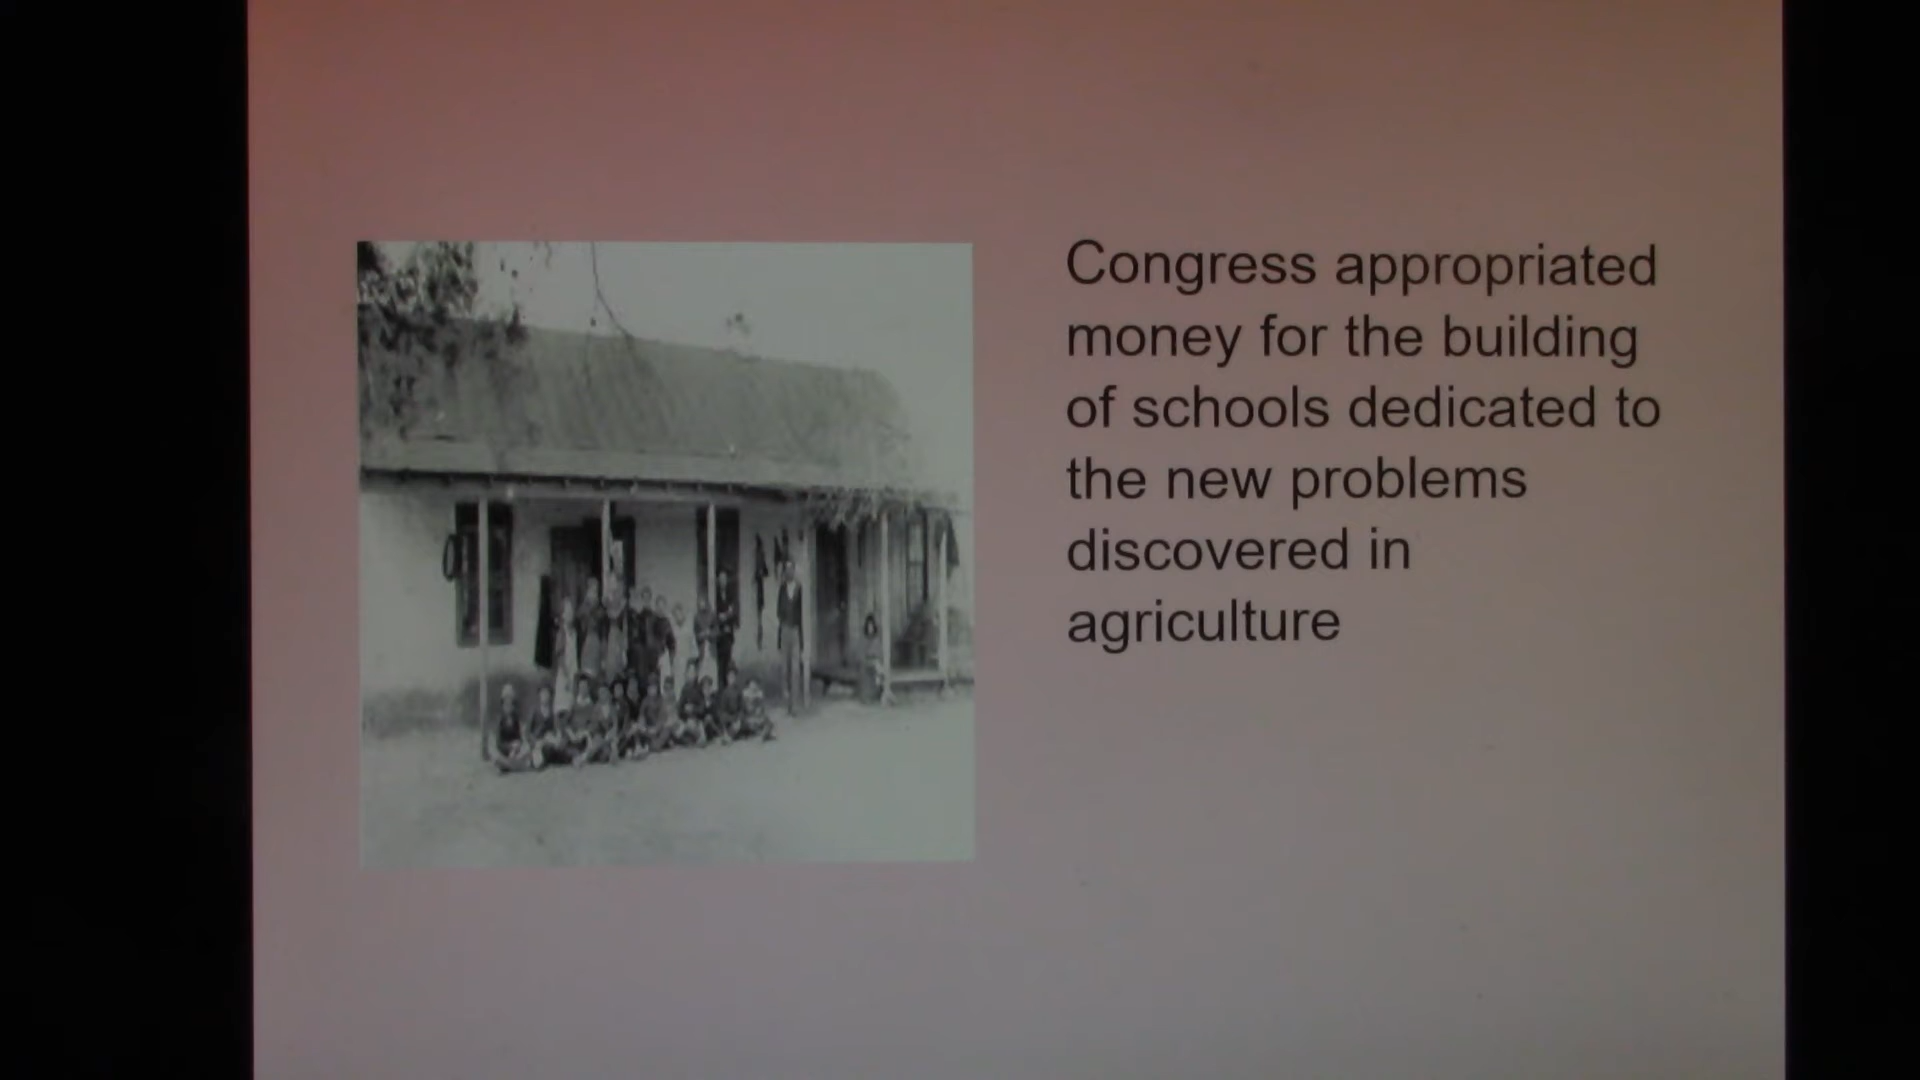 Congress appropriated
money for the building
of schools dedicated to
the new problems
discovered in
agriculture